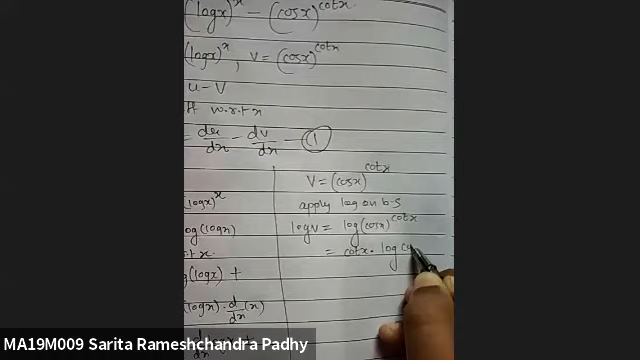 (logx)^x - (cosx)^cotx
(logx)^x, V = (cosx)^cotx
u - V
w.r.t x
= du/dx - dv/dx - (1)
(logx)^x
log(logx)
w.r.t x.
(logx) +
(logx) · d/dx (x)
V = (cosx)^cotx
apply log on b.s
logv = log(cosx)^cotx
= cotx · log co
MA19M009 Sarita Rameshchandra Padhy